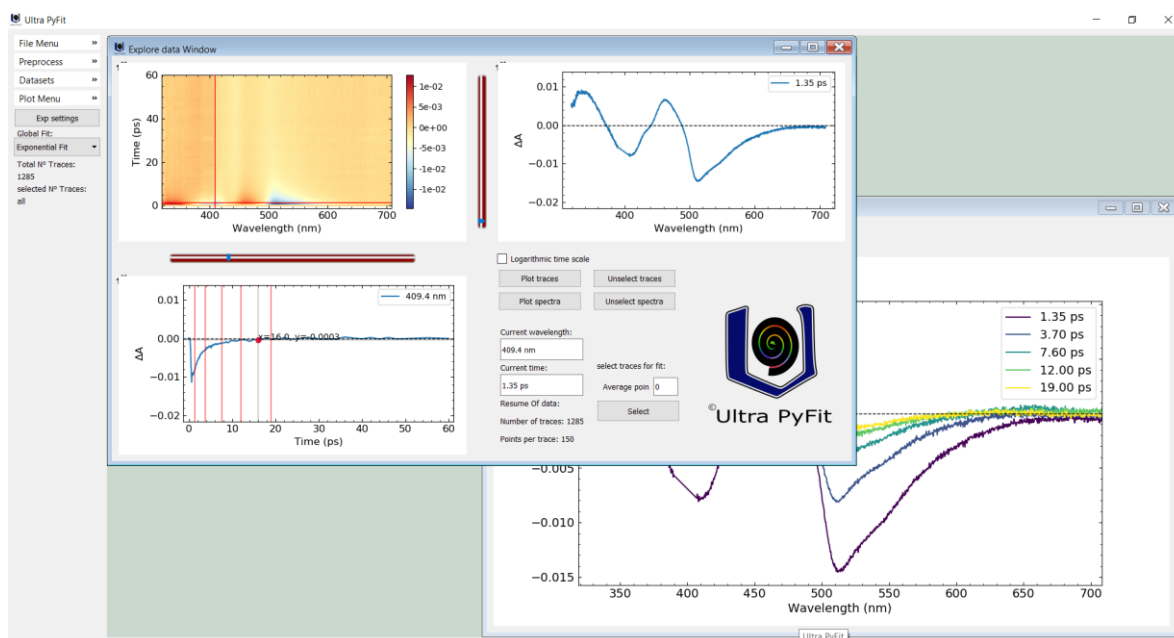 Ultra PyFit
File Menu »
Preprocess »
Datasets »
Plot Menu »
Exp settings
Global Fit:
Exponential Fit
Total Nº Traces:
1285
selected Nº Traces:
all
Explore data Window
60
40
20
0
Time (ps)
400
500
600
700
Wavelength (nm)
1e-02
5e-03
0e+00
-5e-03
-1e-02
-1e-02
1.35 ps
0.01
0.00
−0.01
−0.02
ΔA
400
500
600
700
Wavelength (nm)
409.4 nm
0.01
0.00
−0.01
−0.02
ΔA
x=16.0, y=-0.0003
0
10
20
30
40
50
60
Time (ps)
Logarithmic time scale
Plot traces
Unselect traces
Plot spectra
Unselect spectra
Current wavelength:
409.4 nm
Current time:
1.35 ps
Resume Of data:
Number of traces: 1285
Points per trace: 150
select traces for fit:
Average poin 0
Select
©Ultra PyFit
1.35 ps
3.70 ps
7.60 ps
12.00 ps
19.00 ps
−0.005
−0.010
−0.015
350
400
450
500
550
600
650
700
Wavelength (nm)
Ultra PyFit